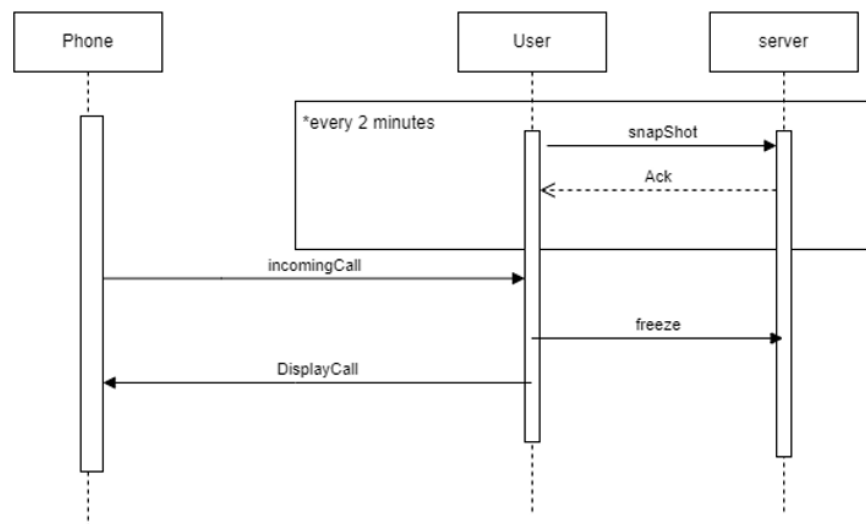 Phone
User
server
*every 2 minutes
snapShot
Ack
incomingCall
freeze
DisplayCall